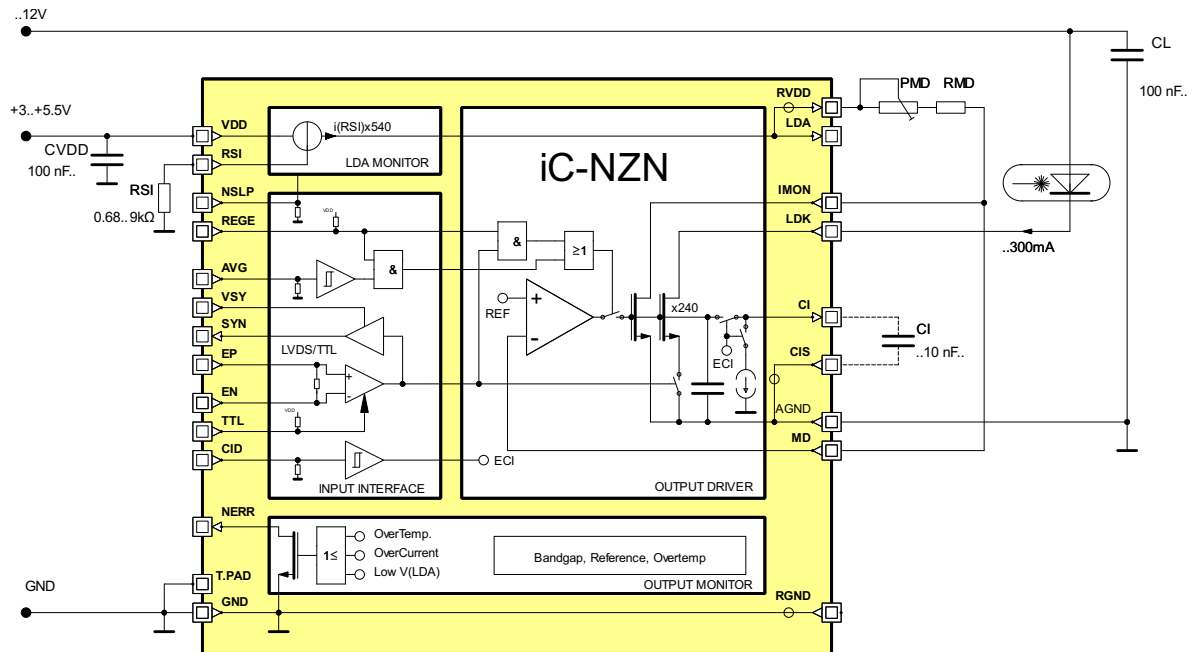 ..12V
CL
100 nF..
+3..+5.5V
CVDD
100 nF..
RSI
0.68..9kΩ
VDD
RSI
NSLP
REGE
AVG
VSY
SYN
EP
EN
TTL
CID
NERR
T.PAD
GND
GND
i(RSI)x540
LDA MONITOR
VDD
&
LVDS/TTL
+
-
VDD
INPUT INTERFACE
ECI
iC-NZN
&
≥1
REF
+
-
x240
ECI
OUTPUT DRIVER
RVDD
LDA
IMON
LDK
CI
CIS
AGND
MD
RGND
PMD
RMD
..300mA
CI
..10 nF..
1≤
OverTemp.
OverCurrent
Low V(LDA)
Bandgap, Reference, Overtemp
OUTPUT MONITOR